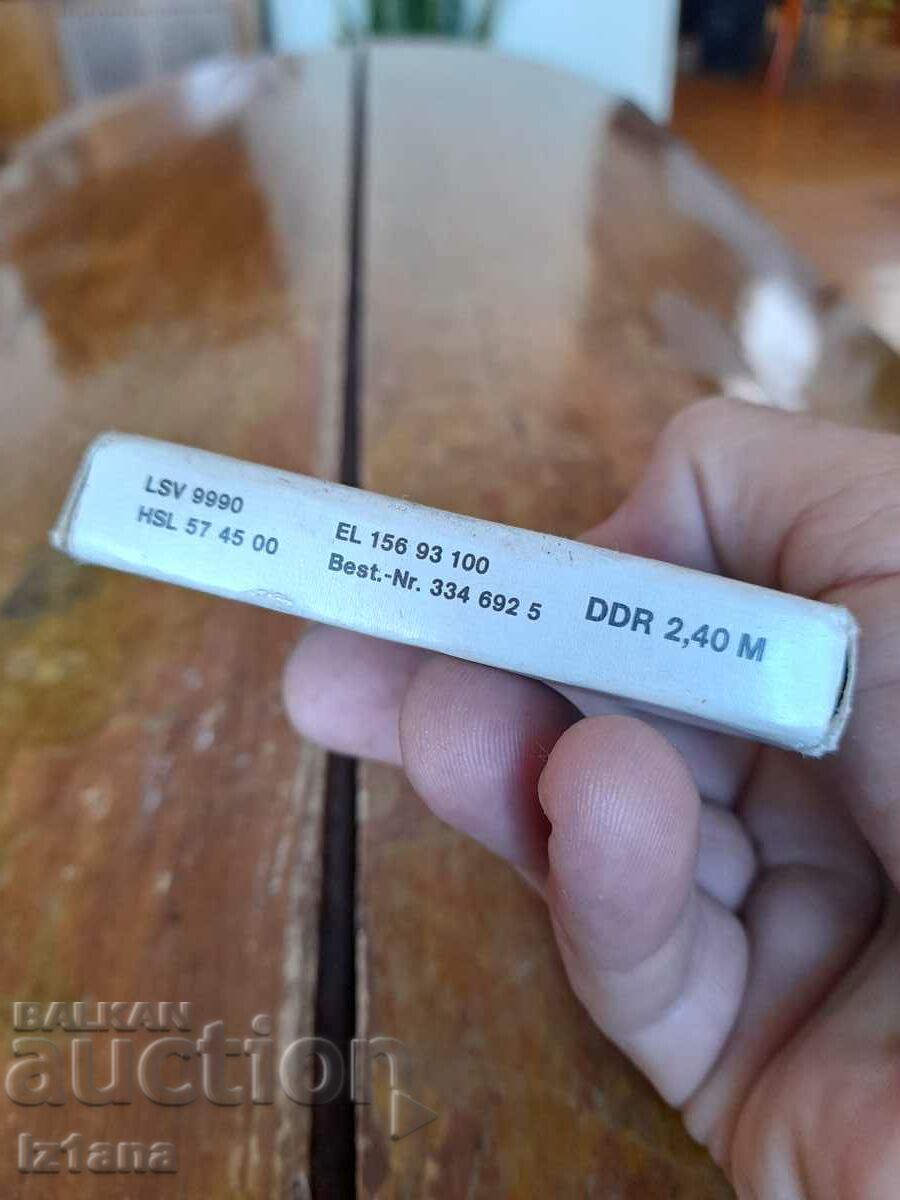 LSV 9990
HSL 57 45 00
EL 156 93 100
Best.-Nr. 334 692 5
DDR 2,40 M
BALKAN
auction
Iz1ana